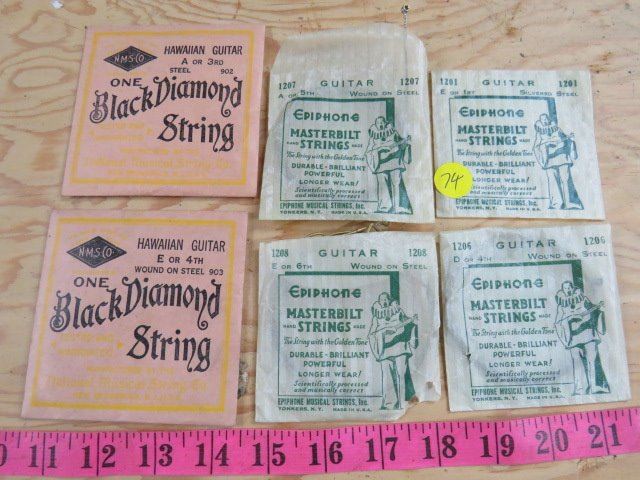 N.M.S.CO.
HAWAIIAN GUITAR
A OR 3RD
STEEL 902
ONE
Black Diamond
String
N.M.S.CO.
HAWAIIAN GUITAR
E OR 4TH
WOUND ON STEEL 903
ONE
Black Diamond
String
1207 GUITAR 1207
A OR 5TH WOUND ON STEEL
EPIPHONE
MASTERBILT
HAND STRINGS MADE
The String with the Golden Tone
DURABLE - BRILLIANT
POWERFUL
LONGER WEAR!
Scientifically processed
and musically correct
EPIPHONE MUSICAL STRINGS, Inc.
YONKERS, N.Y. MADE IN U.S.A.
1201 GUITAR 1201
E OR 1ST SILVERED STEEL
EPIPHONE
MASTERBILT
HAND STRINGS MADE
The String with the Golden Tone
DURABLE - BRILLIANT
POWERFUL
LONGER WEAR!
Scientifically processed
and musically correct
EPIPHONE MUSICAL STRINGS, Inc.
YONKERS, N.Y. MADE IN U.S.A.
74
1208 GUITAR 1208
E OR 6TH WOUND ON STEEL
EPIPHONE
MASTERBILT
HAND STRINGS MADE
The String with the Golden Tone
DURABLE - BRILLIANT
POWERFUL
LONGER WEAR!
Scientifically processed
and musically correct
EPIPHONE MUSICAL STRINGS, Inc.
YONKERS, N.Y. MADE IN U.S.A.
1206 GUITAR 1206
D OR 4TH WOUND ON STEEL
EPIPHONE
MASTERBILT
HAND STRINGS MADE
The String with the Golden Tone
DURABLE - BRILLIANT
POWERFUL
LONGER WEAR!
Scientifically processed
and musically correct
EPIPHONE MUSICAL STRINGS, Inc.
YONKERS, N.Y. MADE IN U.S.A.
11 12 13 14 15 16 17 18 19 20 21